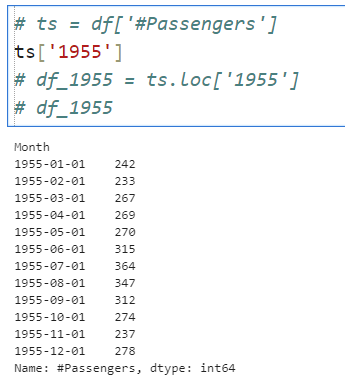 # ts = df['#Passengers']
ts['1955']
# df_1955 = ts.loc['1955']
# df_1955
Month
1955-01-01    242
1955-02-01    233
1955-03-01    267
1955-04-01    269
1955-05-01    270
1955-06-01    315
1955-07-01    364
1955-08-01    347
1955-09-01    312
1955-10-01    274
1955-11-01    237
1955-12-01    278
Name: #Passengers, dtype: int64